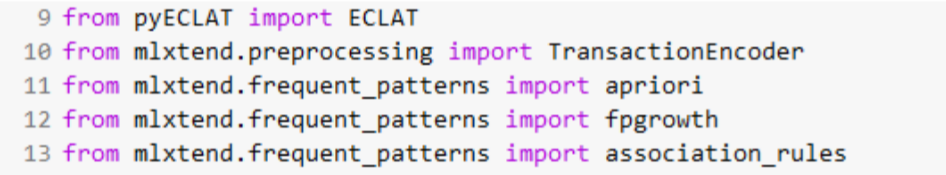 9 from pyECLAT import ECLAT
10 from mlxtend.preprocessing import TransactionEncoder
11 from mlxtend.frequent_patterns import apriori
12 from mlxtend.frequent_patterns import fpgrowth
13 from mlxtend.frequent_patterns import association_rules